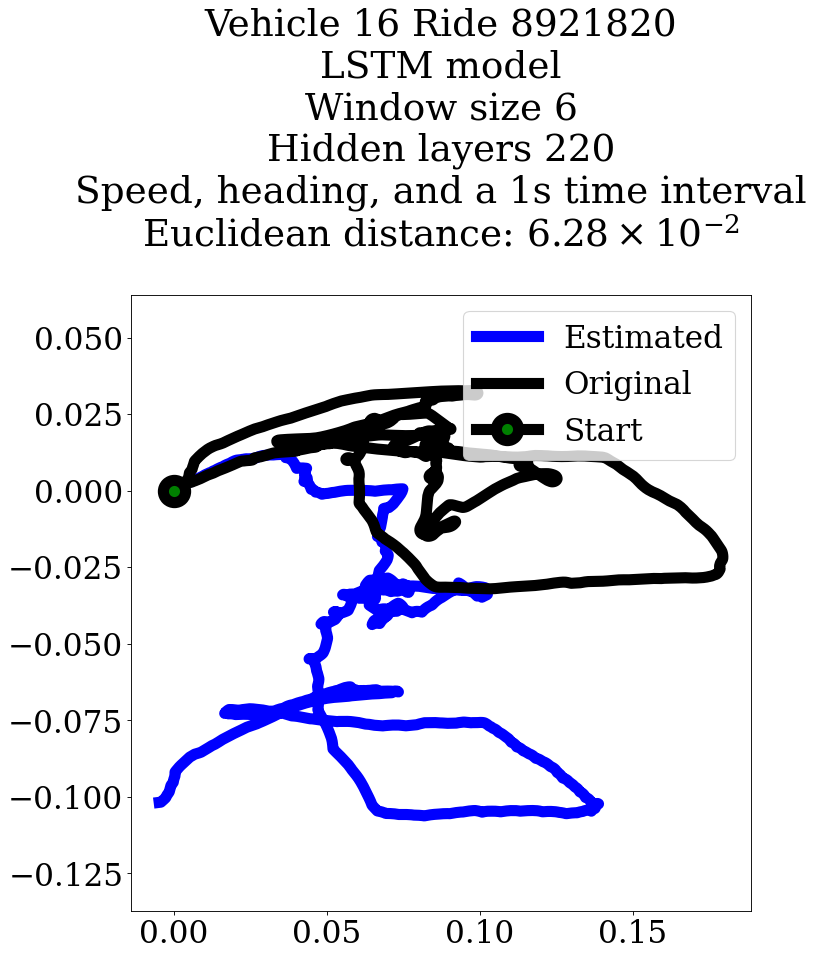 Vehicle 16 Ride 8921820
LSTM model
Window size 6
Hidden layers 220
Speed, heading, and a 1s time interval
Euclidean distance: 6.28 × 10⁻²
Estimated
Original
Start
0.050
0.025
0.000
−0.025
−0.050
−0.075
−0.100
−0.125
0.00 0.05 0.10 0.15